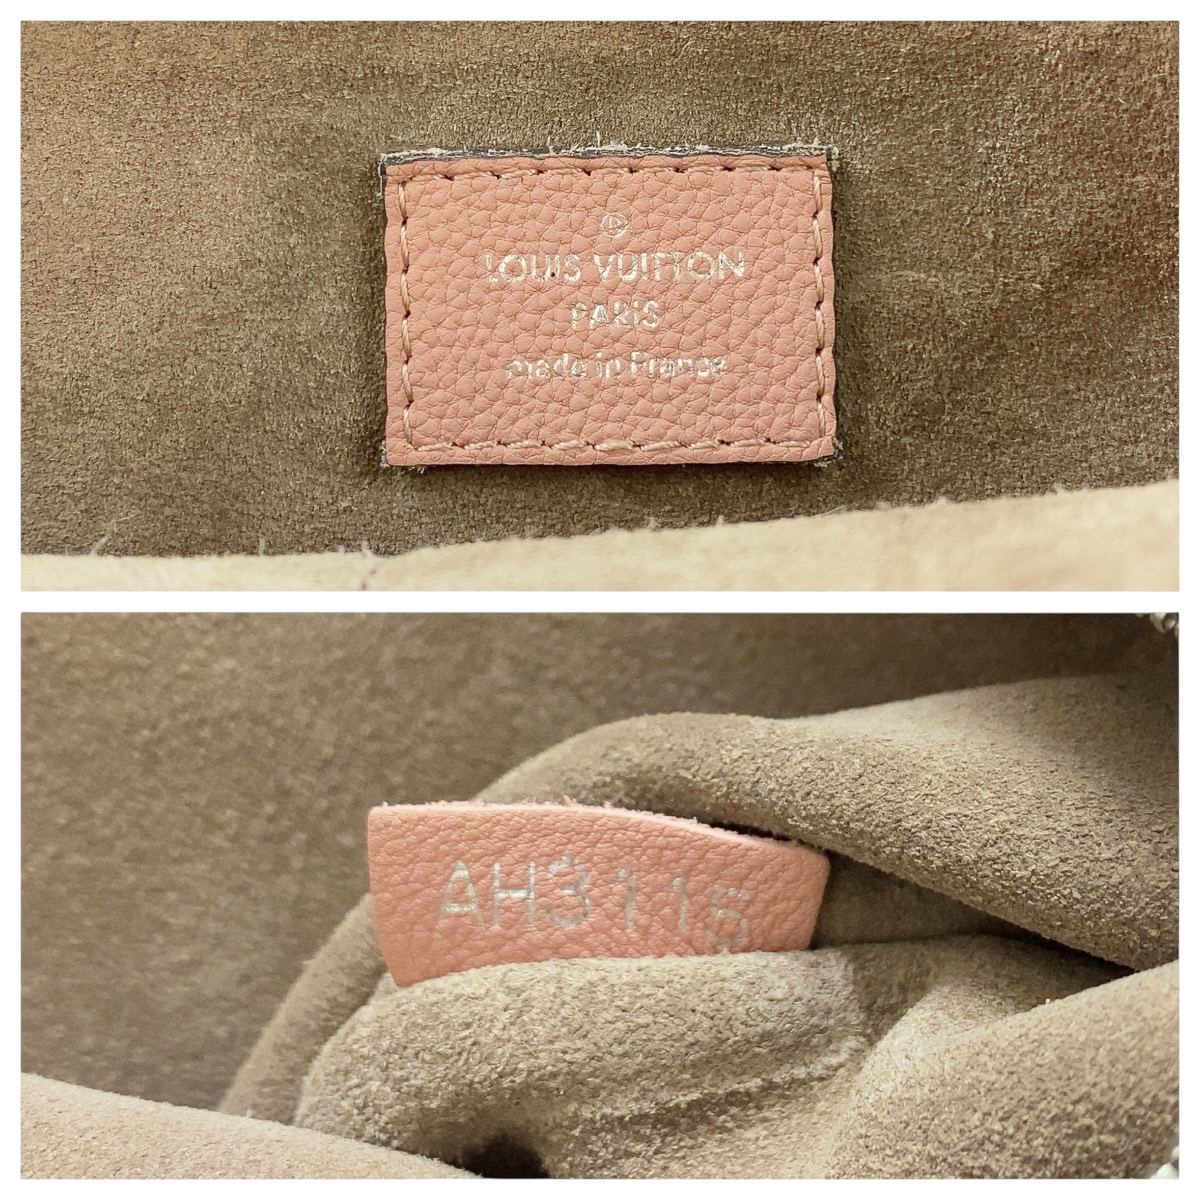 LOUIS VUITTON
PARIS
made in France
AH3115